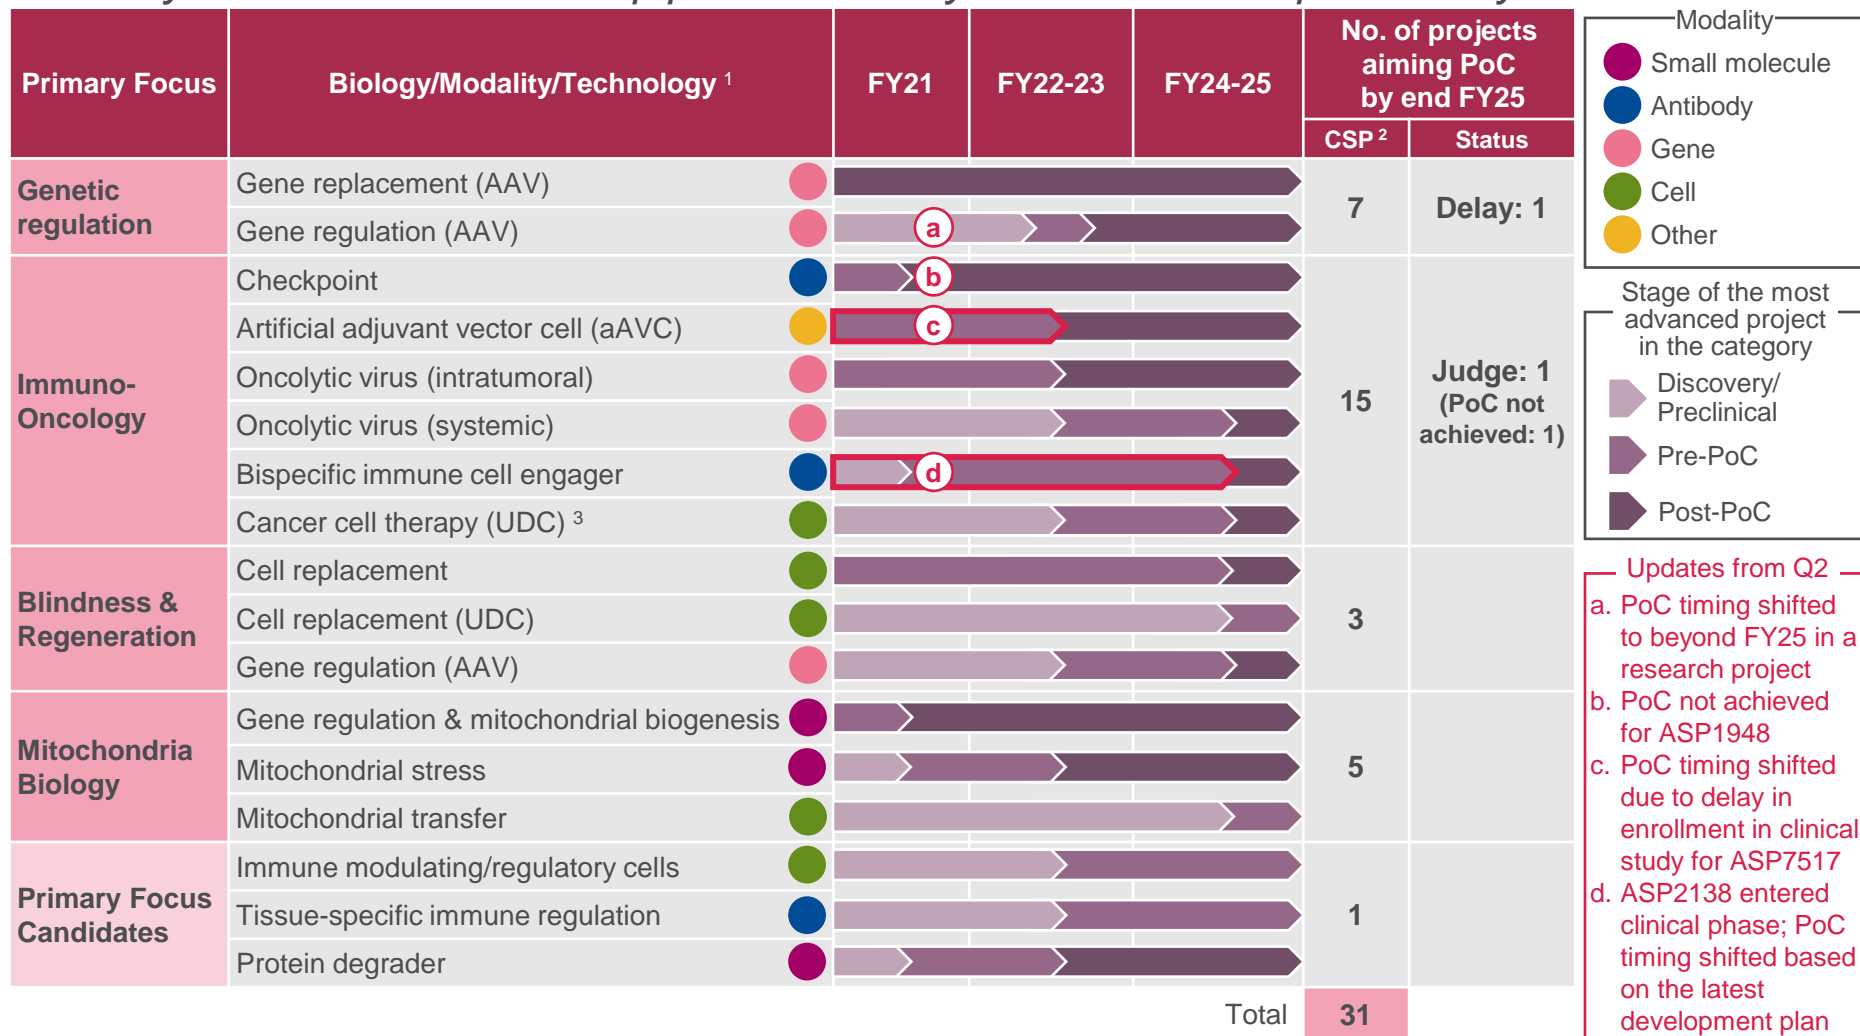 Primary Focus
Biology/Modality/Technology 1
FY21
FY22-23
FY24-25
No. of projects
aiming PoC
by end FY25
CSP 2
Status
Genetic
regulation
Gene replacement (AAV)
Gene regulation (AAV)
a
7
Delay: 1
Immuno-
Oncology
Checkpoint
b
Artificial adjuvant vector cell (aAVC)
c
Oncolytic virus (intratumoral)
Oncolytic virus (systemic)
Bispecific immune cell engager
d
Cancer cell therapy (UDC) 3
15
Judge: 1
(PoC not
achieved: 1)
Blindness &
Regeneration
Cell replacement
Cell replacement (UDC)
Gene regulation (AAV)
3
Mitochondria
Biology
Gene regulation & mitochondrial biogenesis
Mitochondrial stress
Mitochondrial transfer
5
Primary Focus
Candidates
Immune modulating/regulatory cells
Tissue-specific immune regulation
Protein degrader
1
Total
31
Modality
Small molecule
Antibody
Gene
Cell
Other
Stage of the most
advanced project
in the category
Discovery/
Preclinical
Pre-PoC
Post-PoC
Updates from Q2
a. PoC timing shifted
to beyond FY25 in a
research project
b. PoC not achieved
for ASP1948
c. PoC timing shifted
due to delay in
enrollment in clinical
study for ASP7517
d. ASP2138 entered
clinical phase; PoC
timing shifted based
on the latest
development plan